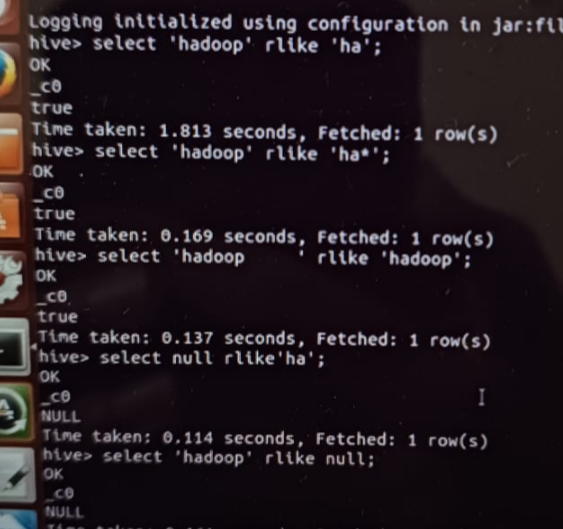 Logging initialized using configuration in jar:fil
hive> select 'hadoop' rlike 'ha';
OK
_c0
true
Time taken: 1.813 seconds, Fetched: 1 row(s)
hive> select 'hadoop' rlike 'ha*';
OK
_c0
true
Time taken: 0.169 seconds, Fetched: 1 row(s)
hive> select 'hadoop     ' rlike 'hadoop';
OK
_c0
true
Time taken: 0.137 seconds, Fetched: 1 row(s)
hive> select null rlike'ha';
OK
_c0
NULL
Time taken: 0.114 seconds, Fetched: 1 row(s)
hive> select 'hadoop' rlike null;
OK
_c0
NULL